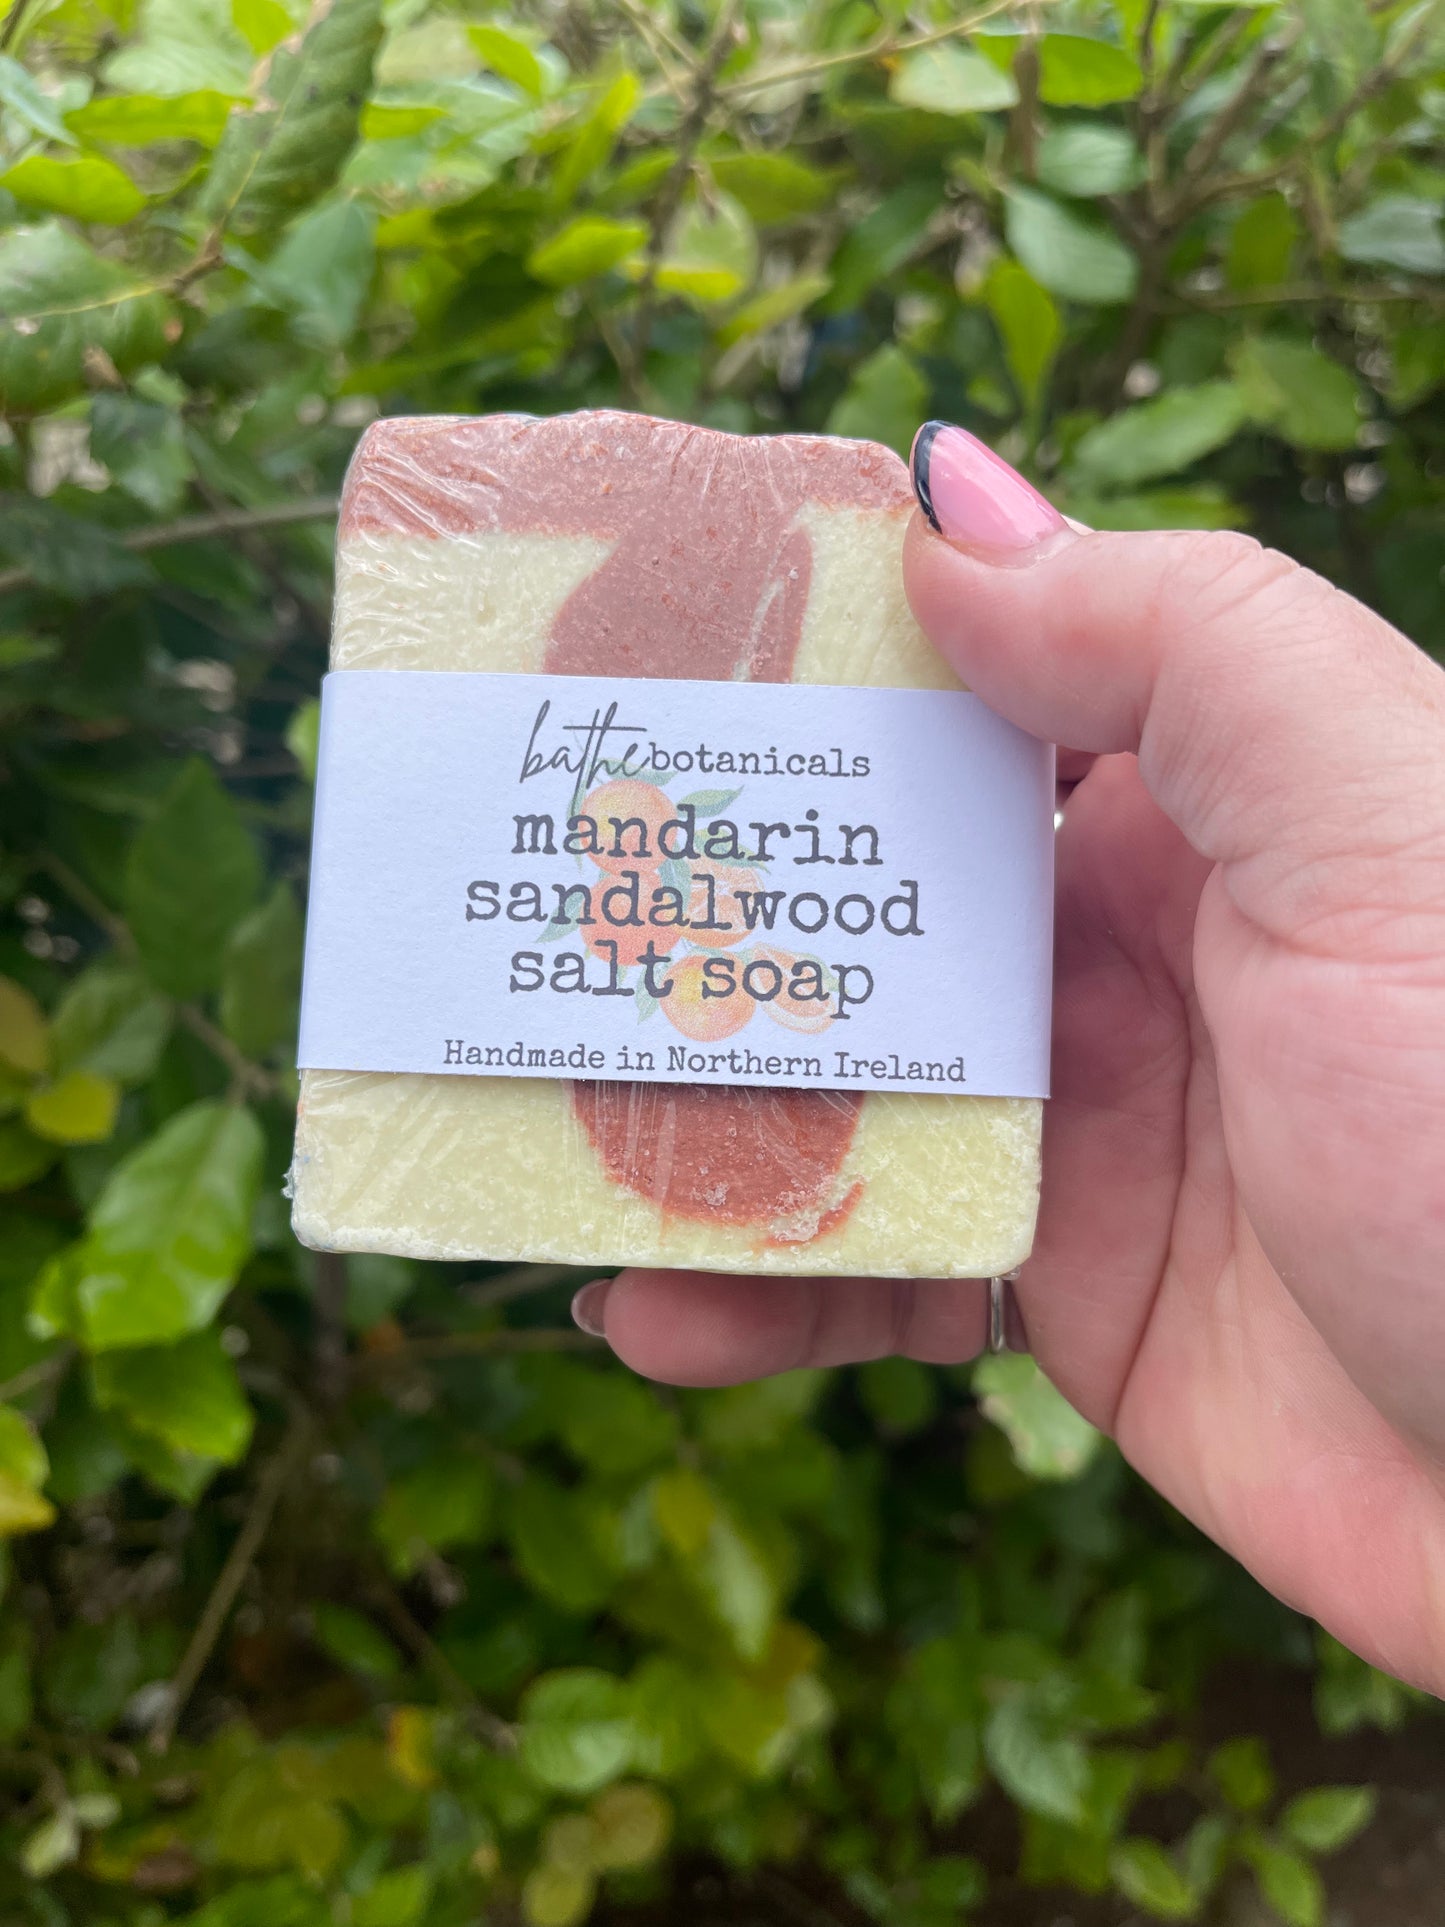 bathe botanicals
mandarin
sandalwood
salt soap
Handmade in Northern Ireland